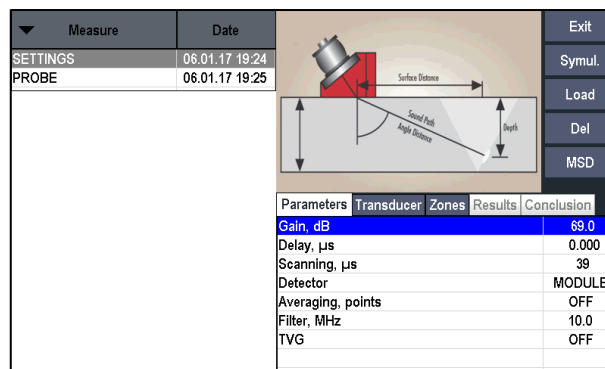 Measure Date
SETTINGS 06.01.17 19:24
PROBE 06.01.17 19:25
Surface Distance
Sound Path
Angle Distance
Depth
Exit
Symul.
Load
Del
MSD
Parameters Transducer Zones Results Conclusion
Gain, dB 69.0
Delay, µs 0.000
Scanning, µs 39
Detector MODULE
Averaging, points OFF
Filter, MHz 10.0
TVG OFF